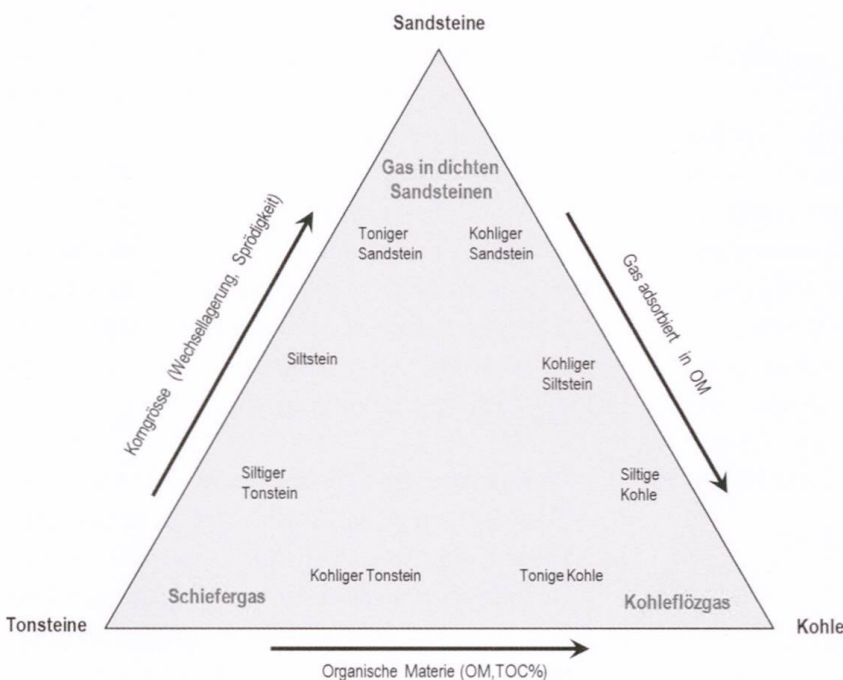 Sandsteine
Gas in dichten
Sandsteinen
Toniger
Sandstein
Kohliger
Sandstein
Korngrösse (Wechsellagerung, Sprödigkeit)
Gas adsorbiert in OM
Siltstein
Kohliger
Siltstein
Siltiger
Tonstein
Siltige
Kohle
Kohliger Tonstein
Tonige Kohle
Schiefergas
Kohleflözgas
Tonsteine
Kohle
Organische Materie (OM,TOC%)